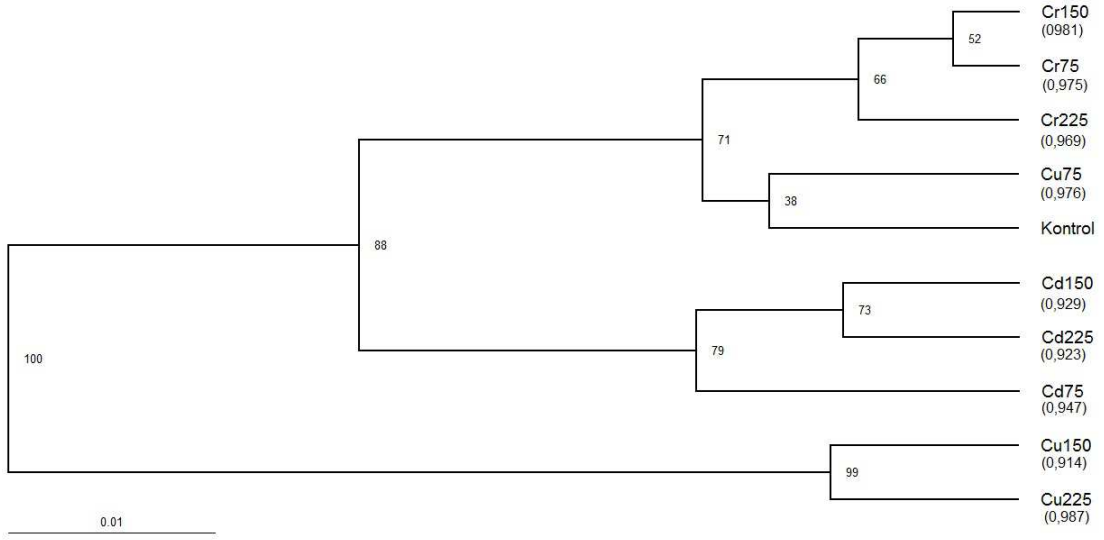 Cr150
(0981)
52
Cr75
(0,975)
66
Cr225
(0,969)
71
Cu75
(0,976)
38
Kontrol
88
Cd150
(0,929)
73
Cd225
(0,923)
79
100
Cd75
(0,947)
Cu150
(0,914)
99
Cu225
(0,987)
0.01